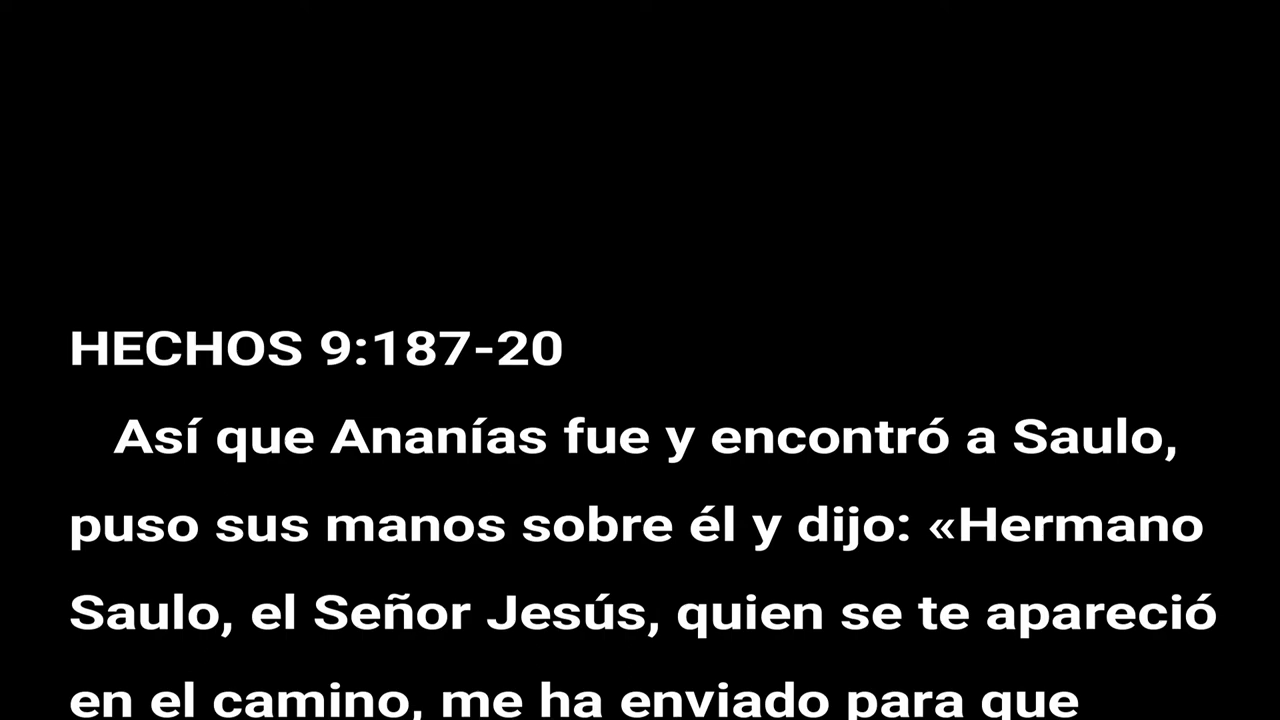 HECHOS 9:187-20
Así que Ananías fue y encontró a Saulo,
puso sus manos sobre él y dijo: «Hermano
Saulo, el Señor Jesús, quien se te apareció
en el camino, me ha enviado para que